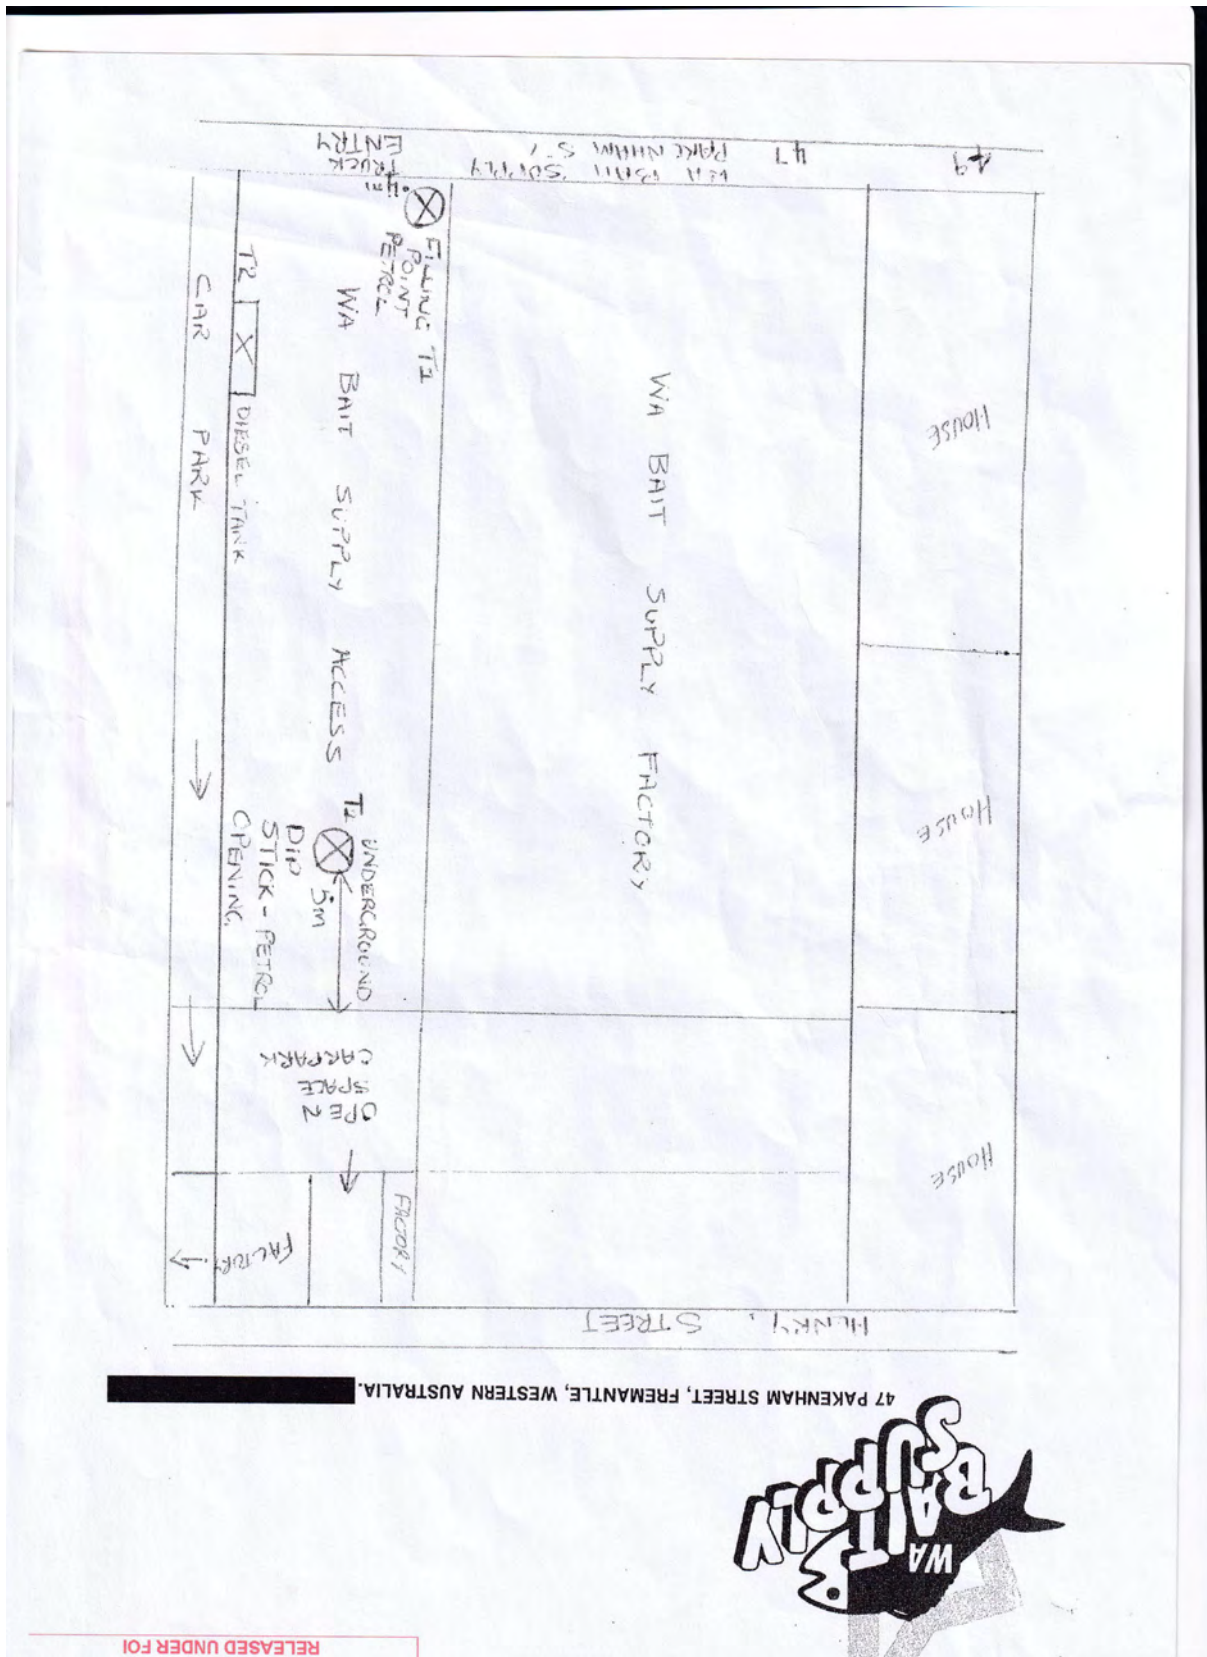 RELEASED UNDER FOI
WA
BAIT
SUPPLY
47 PAKENHAM STREET, FREMANTLE, WESTERN AUSTRALIA.
HENRY. STREET
FACTORY
FACTORY
HOUSE
OPEN
SPACE
CARPARK
HOUSE
HOUSE
WA BAIT SUPPLY FACTORY
UNDERGROUND
5m
DIP
STICK - PETROL
OPENING.
WA BAIT SUPPLY ACCESS
T2
DIESEL TANK
CAR PARK
FILLING T1
POINT
PETROL
TRUCK
ENTRY
WA BAIT SUPPLY
47 PAKENHAM ST
49